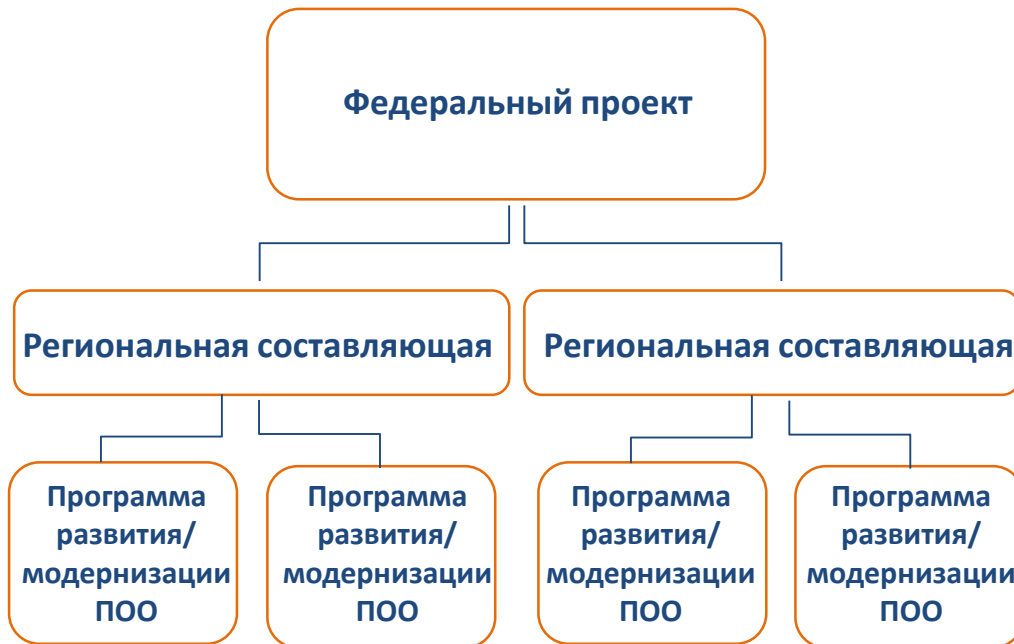 Федеральный проект
Региональная составляющая
Региональная составляющая
Программа
развития/
модернизации
ПОО
Программа
развития/
модернизации
ПОО
Программа
развития/
модернизации
ПОО
Программа
развития/
модернизации
ПОО